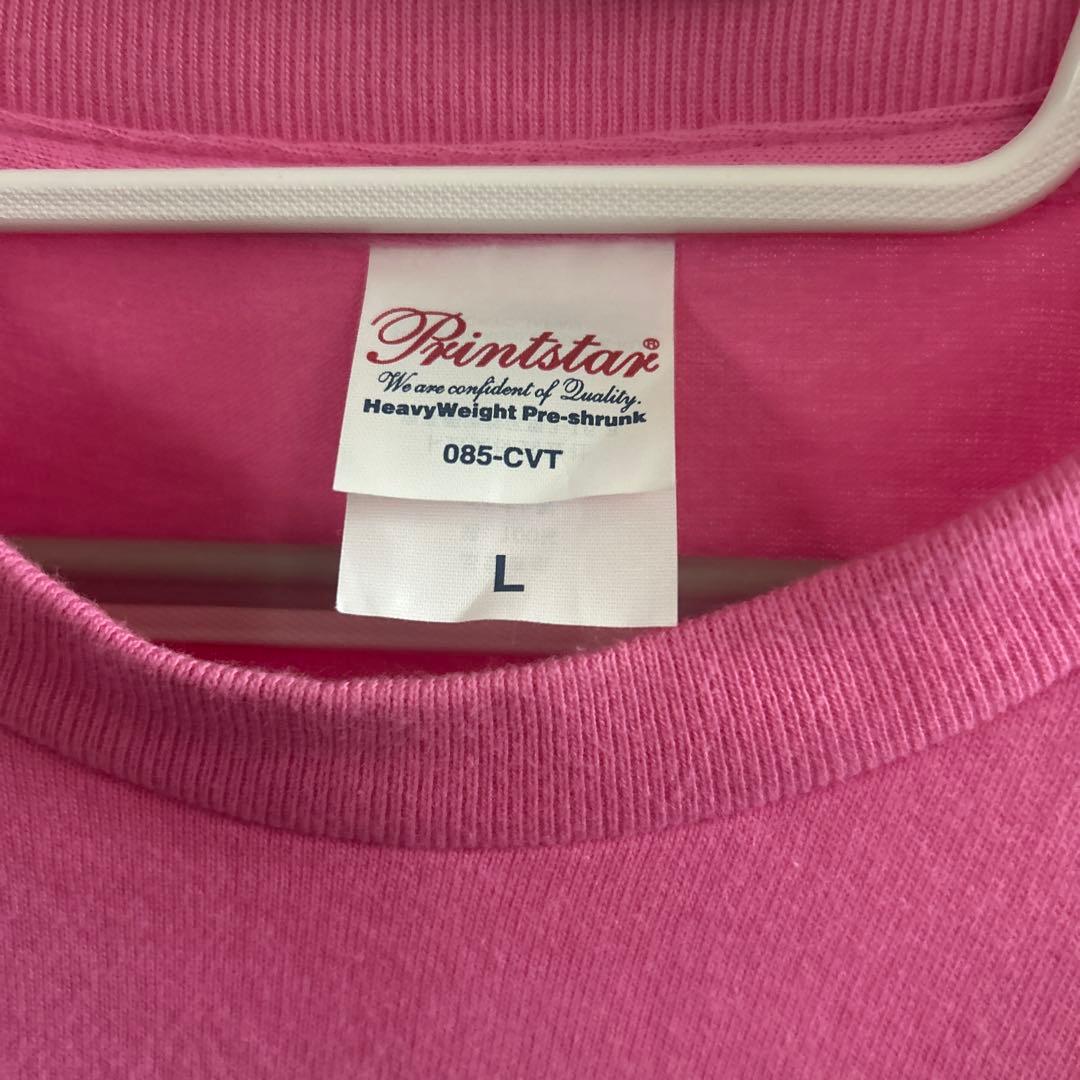 Printstar®
We are confident of Quality.
HeavyWeight Pre-shrunk
085-CVT
L